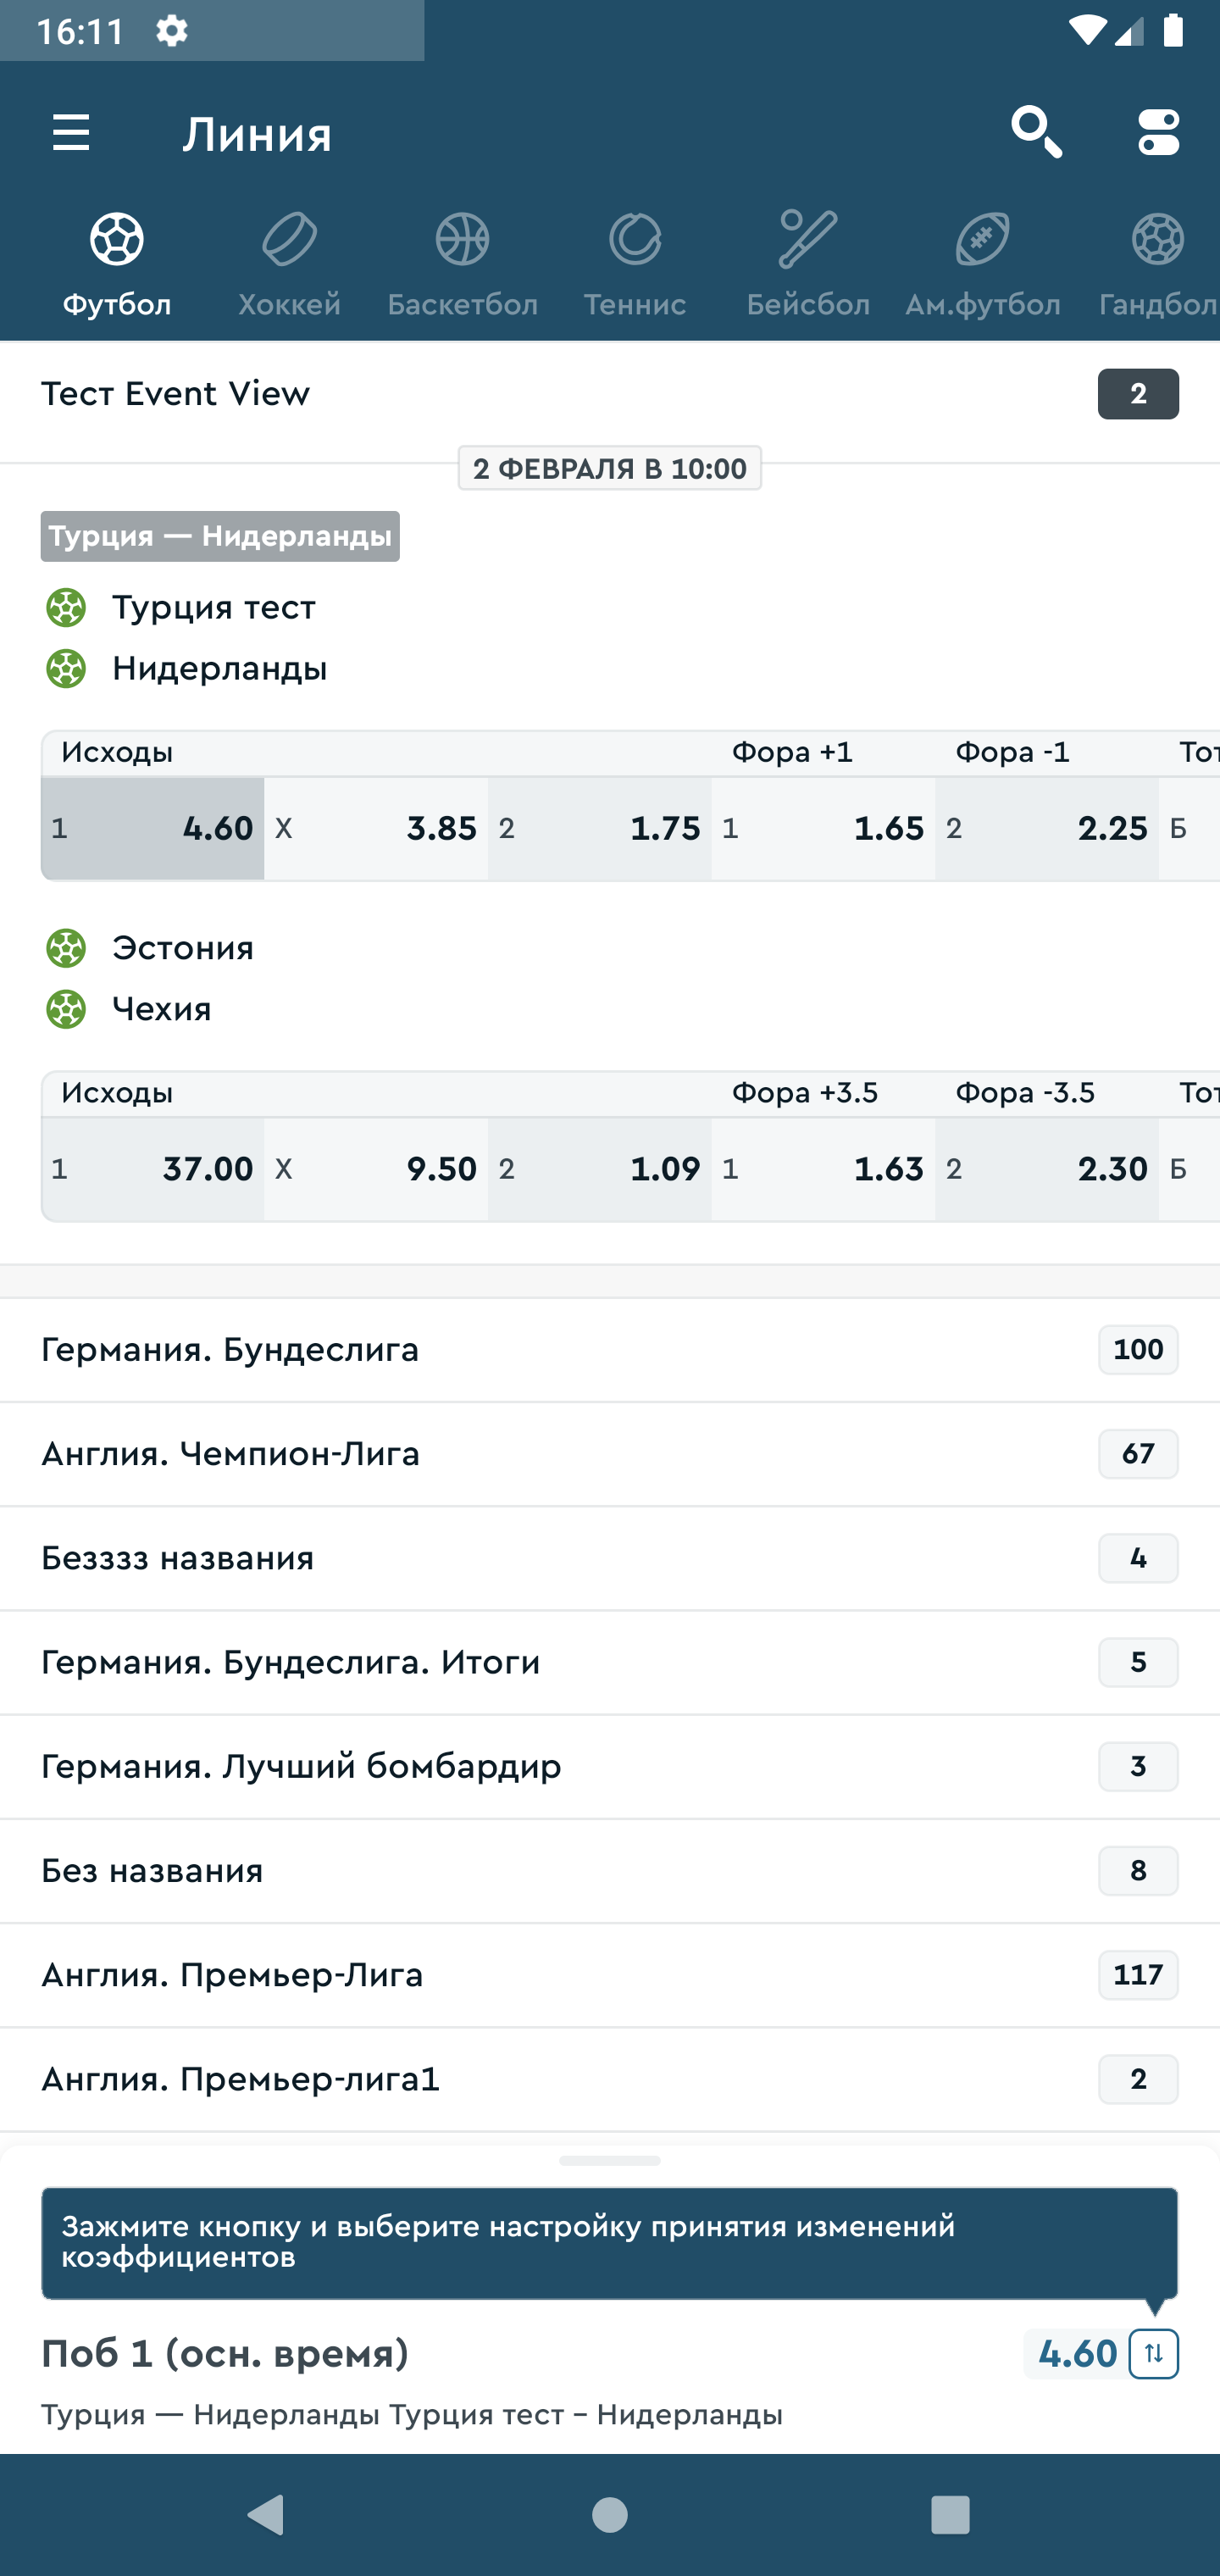 16:11
Линия
Футбол Хоккей Баскетбол Теннис Бейсбол Ам.футбол Гандбол
Тест Event View 2
2 ФЕВРАЛЯ В 10:00
Турция — Нидерланды
Турция тест
Нидерланды
Исходы Фора +1 Фора -1 Тот
1 4.60 X 3.85 2 1.75 1 1.65 2 2.25 Б
Эстония
Чехия
Исходы Фора +3.5 Фора -3.5 Тот
1 37.00 X 9.50 2 1.09 1 1.63 2 2.30 Б
Германия. Бундеслига 100
Англия. Чемпион-Лига 67
Безззз названия 4
Германия. Бундеслига. Итоги 5
Германия. Лучший бомбардир 3
Без названия 8
Англия. Премьер-Лига 117
Англия. Премьер-лига1 2
Зажмите кнопку и выберите настройку принятия изменений
коэффициентов
Поб 1 (осн. время) 4.60
Турция — Нидерланды Турция тест – Нидерланды